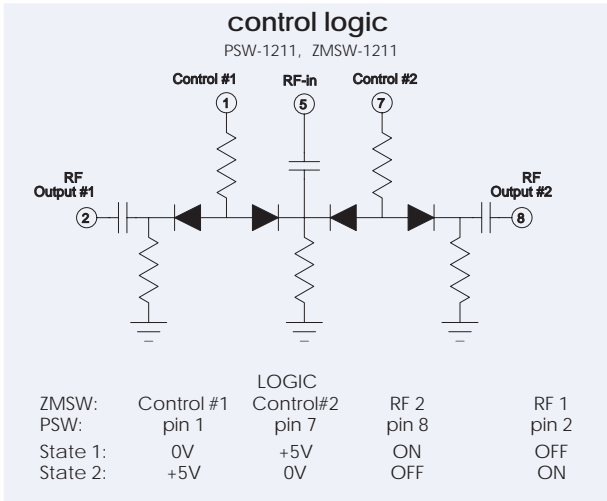 control logic
PSW-1211, ZMSW-1211
Control #1 RF-in Control #2
1 5 7
RF
Output #1
RF
Output #2
2 8
LOGIC
ZMSW: Control #1 Control#2 RF 2 RF 1
PSW: pin 1 pin 7 pin 8 pin 2
State 1: 0V +5V ON OFF
State 2: +5V 0V OFF ON